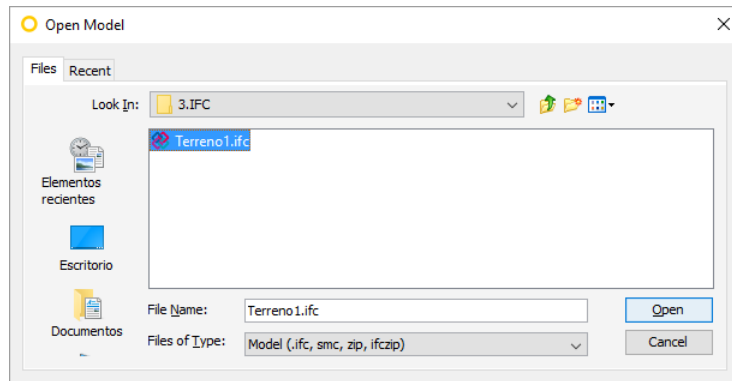 Open Model
Files Recent
Look In: 3.IFC
Terreno1.ifc
Elementos
recientes
Escritorio
Documentos
File Name: Terreno1.ifc Open
Files of Type: Model (.ifc, smc, zip, ifczip) Cancel